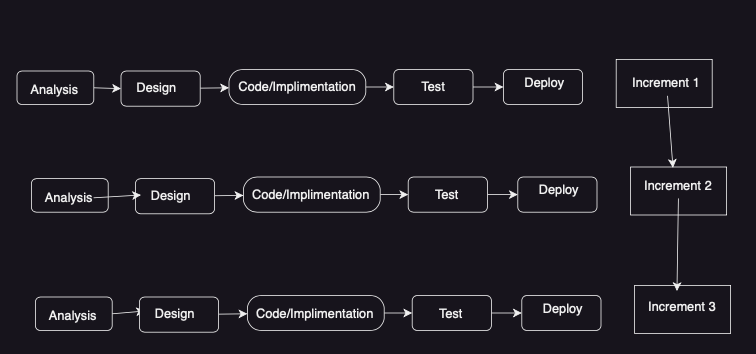 Analysis
Design
Code/Implimentation
Test
Deploy
Increment 1
Analysis
Design
Code/Implimentation
Test
Deploy
Increment 2
Analysis
Design
Code/Implimentation
Test
Deploy
Increment 3